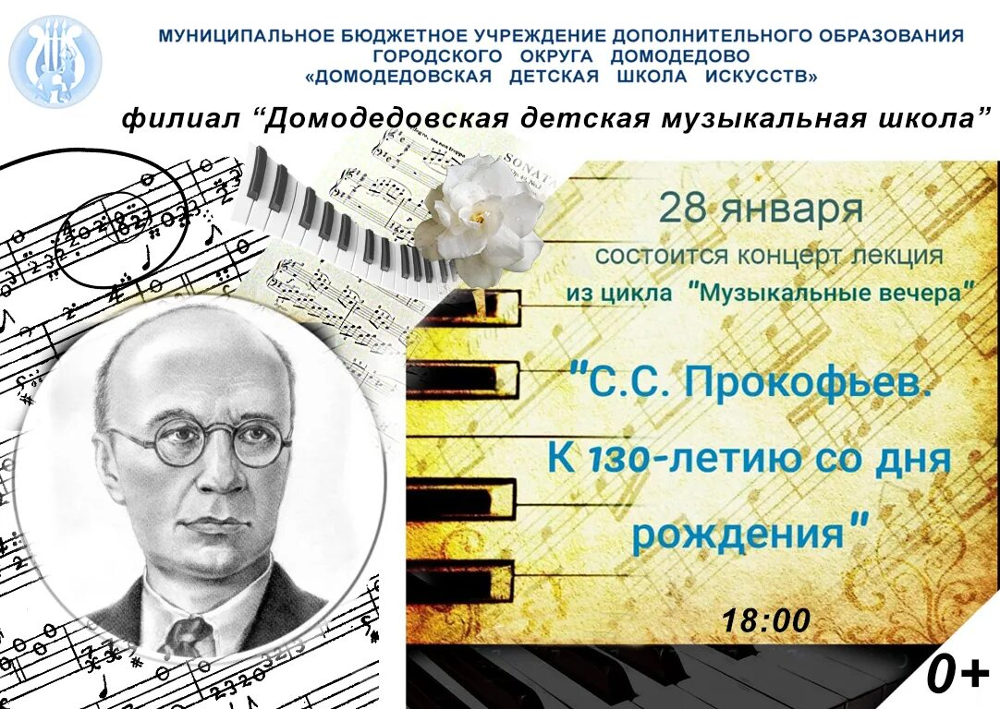 МУНИЦИПАЛЬНОЕ БЮДЖЕТНОЕ УЧРЕЖДЕНИЕ ДОПОЛНИТЕЛЬНОГО ОБРАЗОВАНИЯ
ГОРОДСКОГО ОКРУГА ДОМОДЕДОВО
«ДОМОДЕДОВСКАЯ ДЕТСКАЯ ШКОЛА ИСКУССТВ»
филиал “Домодедовская детская музыкальная школа”
SONATA
28 января
состоится концерт лекция
из цикла "Музыкальные вечера"
"С.С. Прокофьев.
К 130-летию со дня
рождения"
18:00
0+